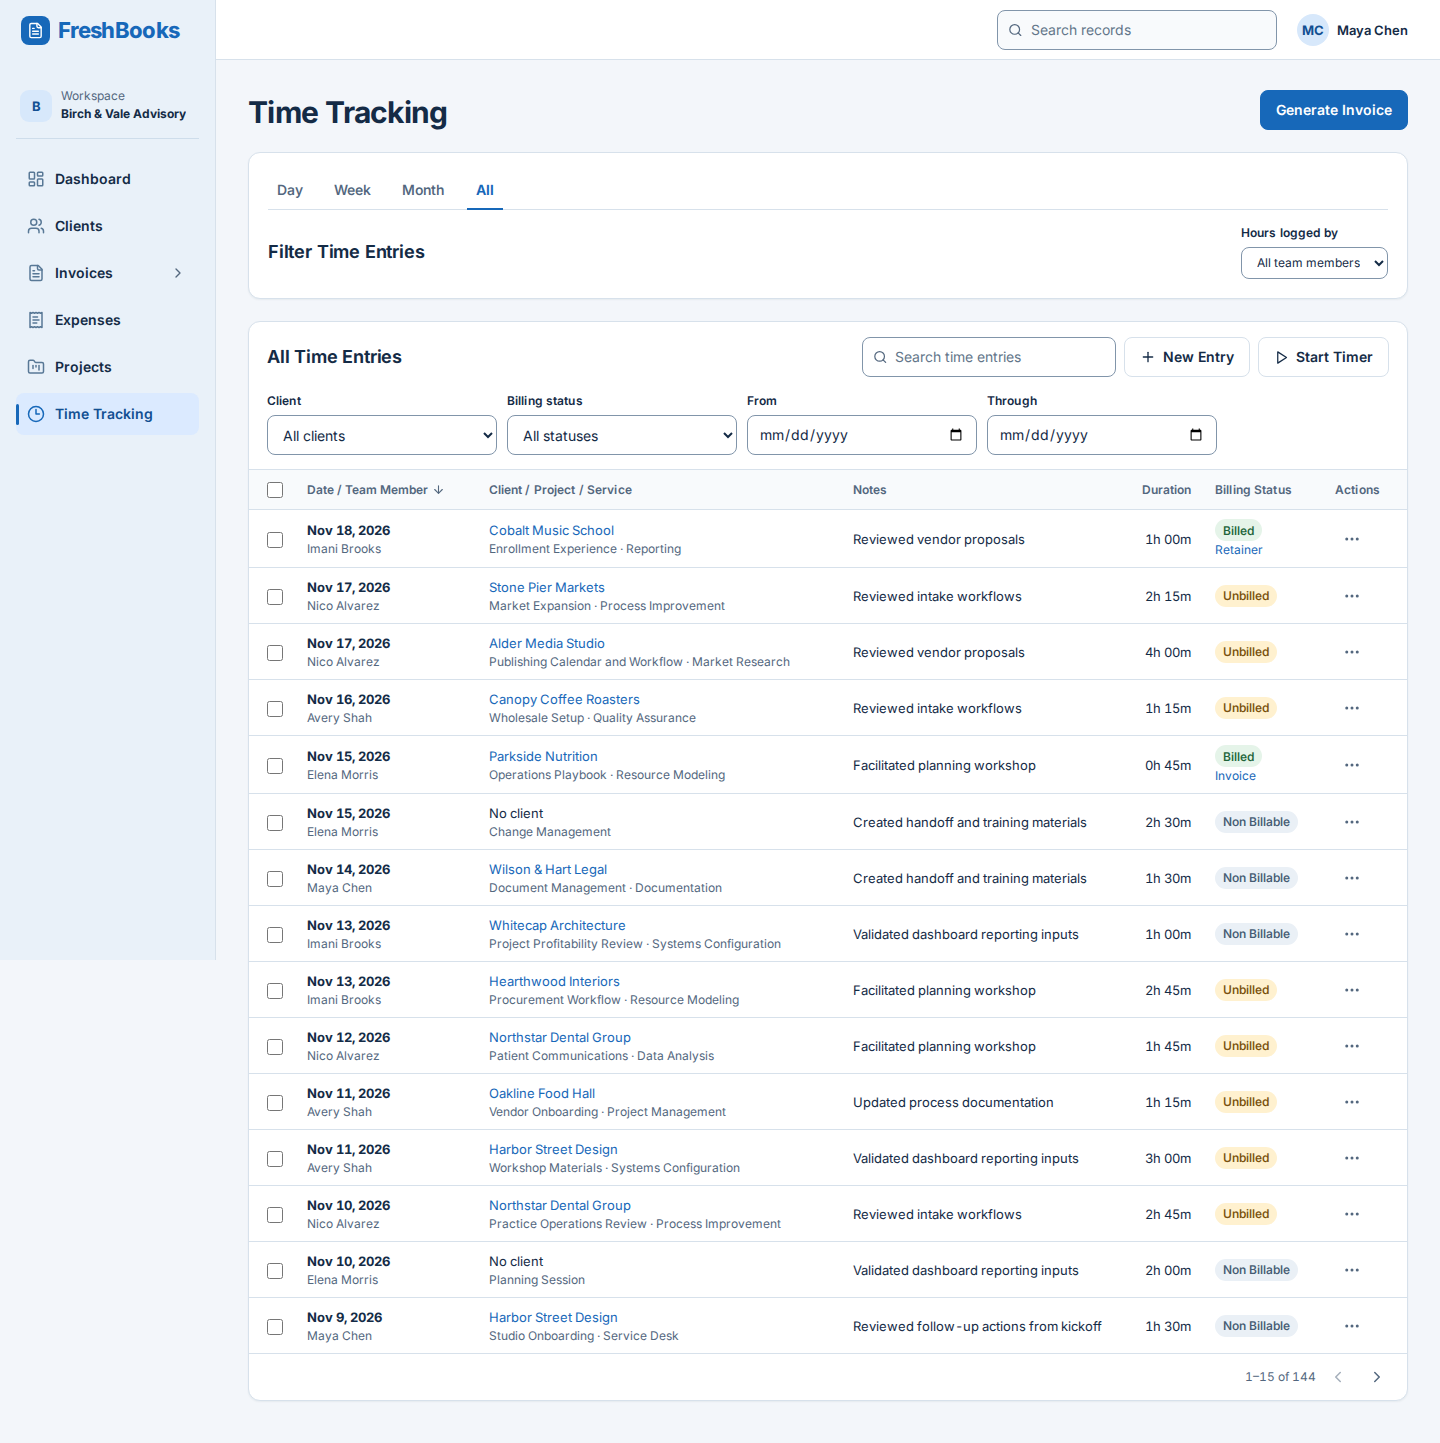 FreshBooks
Search records
MC
Maya Chen
B
Workspace
Birch & Vale Advisory
Dashboard
Clients
Invoices
Expenses
Projects
Time Tracking
Time Tracking
Generate Invoice
Day Week Month All
Filter Time Entries
Hours logged by
All team members
All Time Entries
Search time entries
New Entry
Start Timer
Client Billing status From Through
All clients All statuses mm/dd/yyyy mm/dd/yyyy
Date / Team Member Client / Project / Service Notes Duration Billing Status Actions
Nov 18, 2026 Cobalt Music School Reviewed vendor proposals 1h 00m Billed
Imani Brooks Enrollment Experience · Reporting Retainer
Nov 17, 2026 Stone Pier Markets Reviewed intake workflows 2h 15m Unbilled
Nico Alvarez Market Expansion · Process Improvement
Nov 17, 2026 Alder Media Studio Reviewed vendor proposals 4h 00m Unbilled
Nico Alvarez Publishing Calendar and Workflow · Market Research
Nov 16, 2026 Canopy Coffee Roasters Reviewed intake workflows 1h 15m Unbilled
Avery Shah Wholesale Setup · Quality Assurance
Nov 15, 2026 Parkside Nutrition Facilitated planning workshop 0h 45m Billed
Elena Morris Operations Playbook · Resource Modeling Invoice
Nov 15, 2026 No client Created handoff and training materials 2h 30m Non Billable
Elena Morris Change Management
Nov 14, 2026 Wilson & Hart Legal Created handoff and training materials 1h 30m Non Billable
Maya Chen Document Management · Documentation
Nov 13, 2026 Whitecap Architecture Validated dashboard reporting inputs 1h 00m Non Billable
Imani Brooks Project Profitability Review · Systems Configuration
Nov 13, 2026 Hearthwood Interiors Facilitated planning workshop 2h 45m Unbilled
Imani Brooks Procurement Workflow · Resource Modeling
Nov 12, 2026 Northstar Dental Group Facilitated planning workshop 1h 45m Unbilled
Nico Alvarez Patient Communications · Data Analysis
Nov 11, 2026 Oakline Food Hall Updated process documentation 1h 15m Unbilled
Avery Shah Vendor Onboarding · Project Management
Nov 11, 2026 Harbor Street Design Validated dashboard reporting inputs 3h 00m Unbilled
Avery Shah Workshop Materials · Systems Configuration
Nov 10, 2026 Northstar Dental Group Reviewed intake workflows 2h 45m Unbilled
Nico Alvarez Practice Operations Review · Process Improvement
Nov 10, 2026 No client Validated dashboard reporting inputs 2h 00m Non Billable
Elena Morris Planning Session
Nov 9, 2026 Harbor Street Design Reviewed follow-up actions from kickoff 1h 30m Non Billable
Maya Chen Studio Onboarding · Service Desk
1–15 of 144